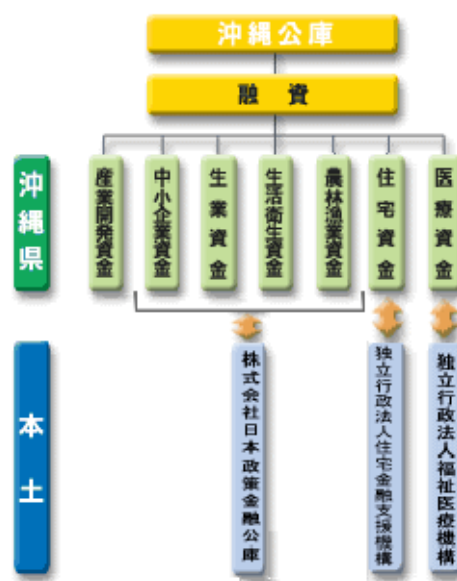 沖縄公庫
融資
沖縄県
産業開発資金
中小企業資金
生業資金
生活衛生資金
農林漁業資金
住宅資金
医療資金
本土
株式会社日本政策金融公庫
独立行政法人住宅金融支援機構
独立行政法人福祉医療機構